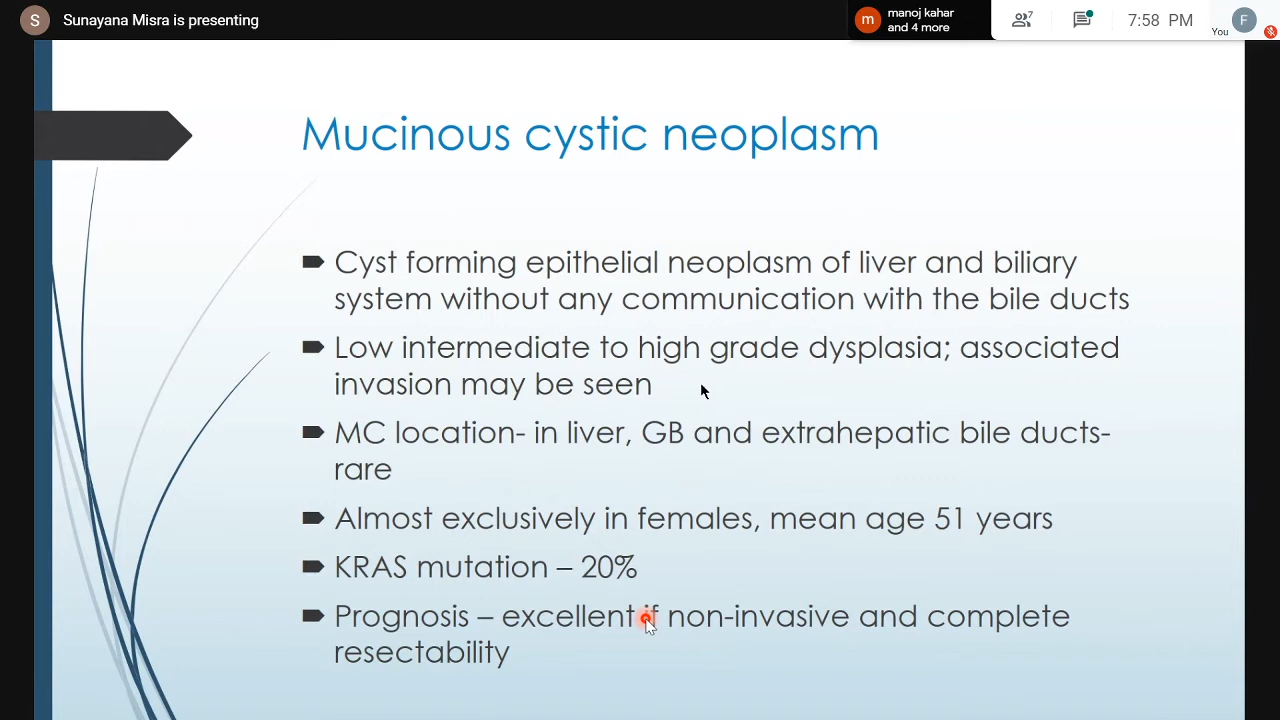 S Sunayana Misra is presenting
m manoj kahar
and 4 more
7
7:58 PM
You
F
Mucinous cystic neoplasm
Cyst forming epithelial neoplasm of liver and biliary
system without any communication with the bile ducts
Low intermediate to high grade dysplasia; associated
invasion may be seen
MC location- in liver, GB and extrahepatic bile ducts-
rare
Almost exclusively in females, mean age 51 years
KRAS mutation – 20%
Prognosis – excellent if non-invasive and complete
resectability